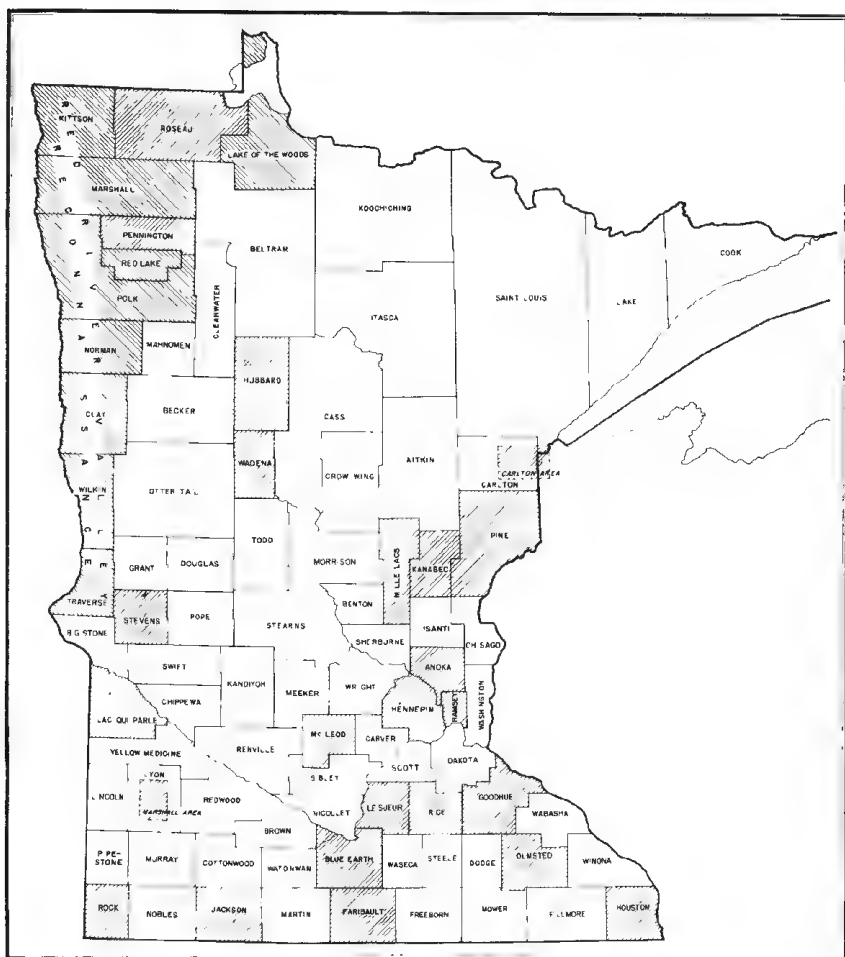 KITTSON
ROSEAU
LAKE OF THE WOODS
MARSHALL
KOOCHICHING
PENNINGTON
BELTRAM
RED LAKE
COOK
POLK
SAINT LOUIS
LAKE
CLEARWATER
ITASCA
NORMAN
MAHNOMEN
HUBBARD
CASS
CLAY
BECKER
AITKIN
WADENA
CROW WING
CARLTON AREA
CARLTON
WILKIN
OTTER TAIL
PINE
TODD
MORRISON
MILLE LACS
KANABEC
GRANT
DOUGLAS
BENTON
TRAVERSE
STEVENS
POPE
STEARNS
ISANTI
BIG STONE
SHERBURNE
CHISAGO
SWIFT
ANOKA
KANDIYOHI
MEEKER
WRIGHT
CHIPPEWA
HENNEPIN
RAMSEY
WASHINGTON
LAC QUI PARLE
MCLEOD
CARVER
YELLOW MEDICINE
RENVILLE
SCOTT
DAKOTA
LYON
SIBLEY
LINCOLN
REDWOOD
MARSHALL AREA
NICOLLET
LE SUEUR
RICE
GOODHUE
WABASHA
BROWN
PIPE-
STONE
MURRAY
COTTONWOOD
WATONWAN
BLUE EARTH
WASECA
STEELE
DODGE
OLMSTED
WINONA
ROCK
NOBLES
JACKSON
MARTIN
FARIBAULT
FREEBORN
MOWER
FILLMORE
HOUSTON
RED RIVER VALLEY